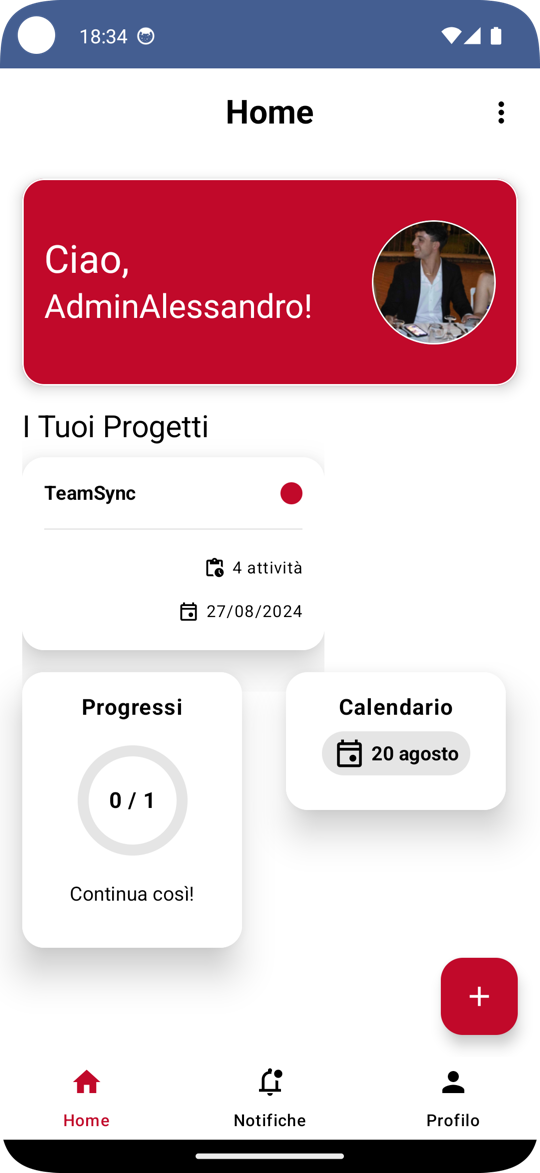 18:34
Home
Ciao,
AdminAlessandro!
I Tuoi Progetti
TeamSync
4 attività
27/08/2024
Progressi
0 / 1
Continua così!
Calendario
20 agosto
+
Home
Notifiche
Profilo